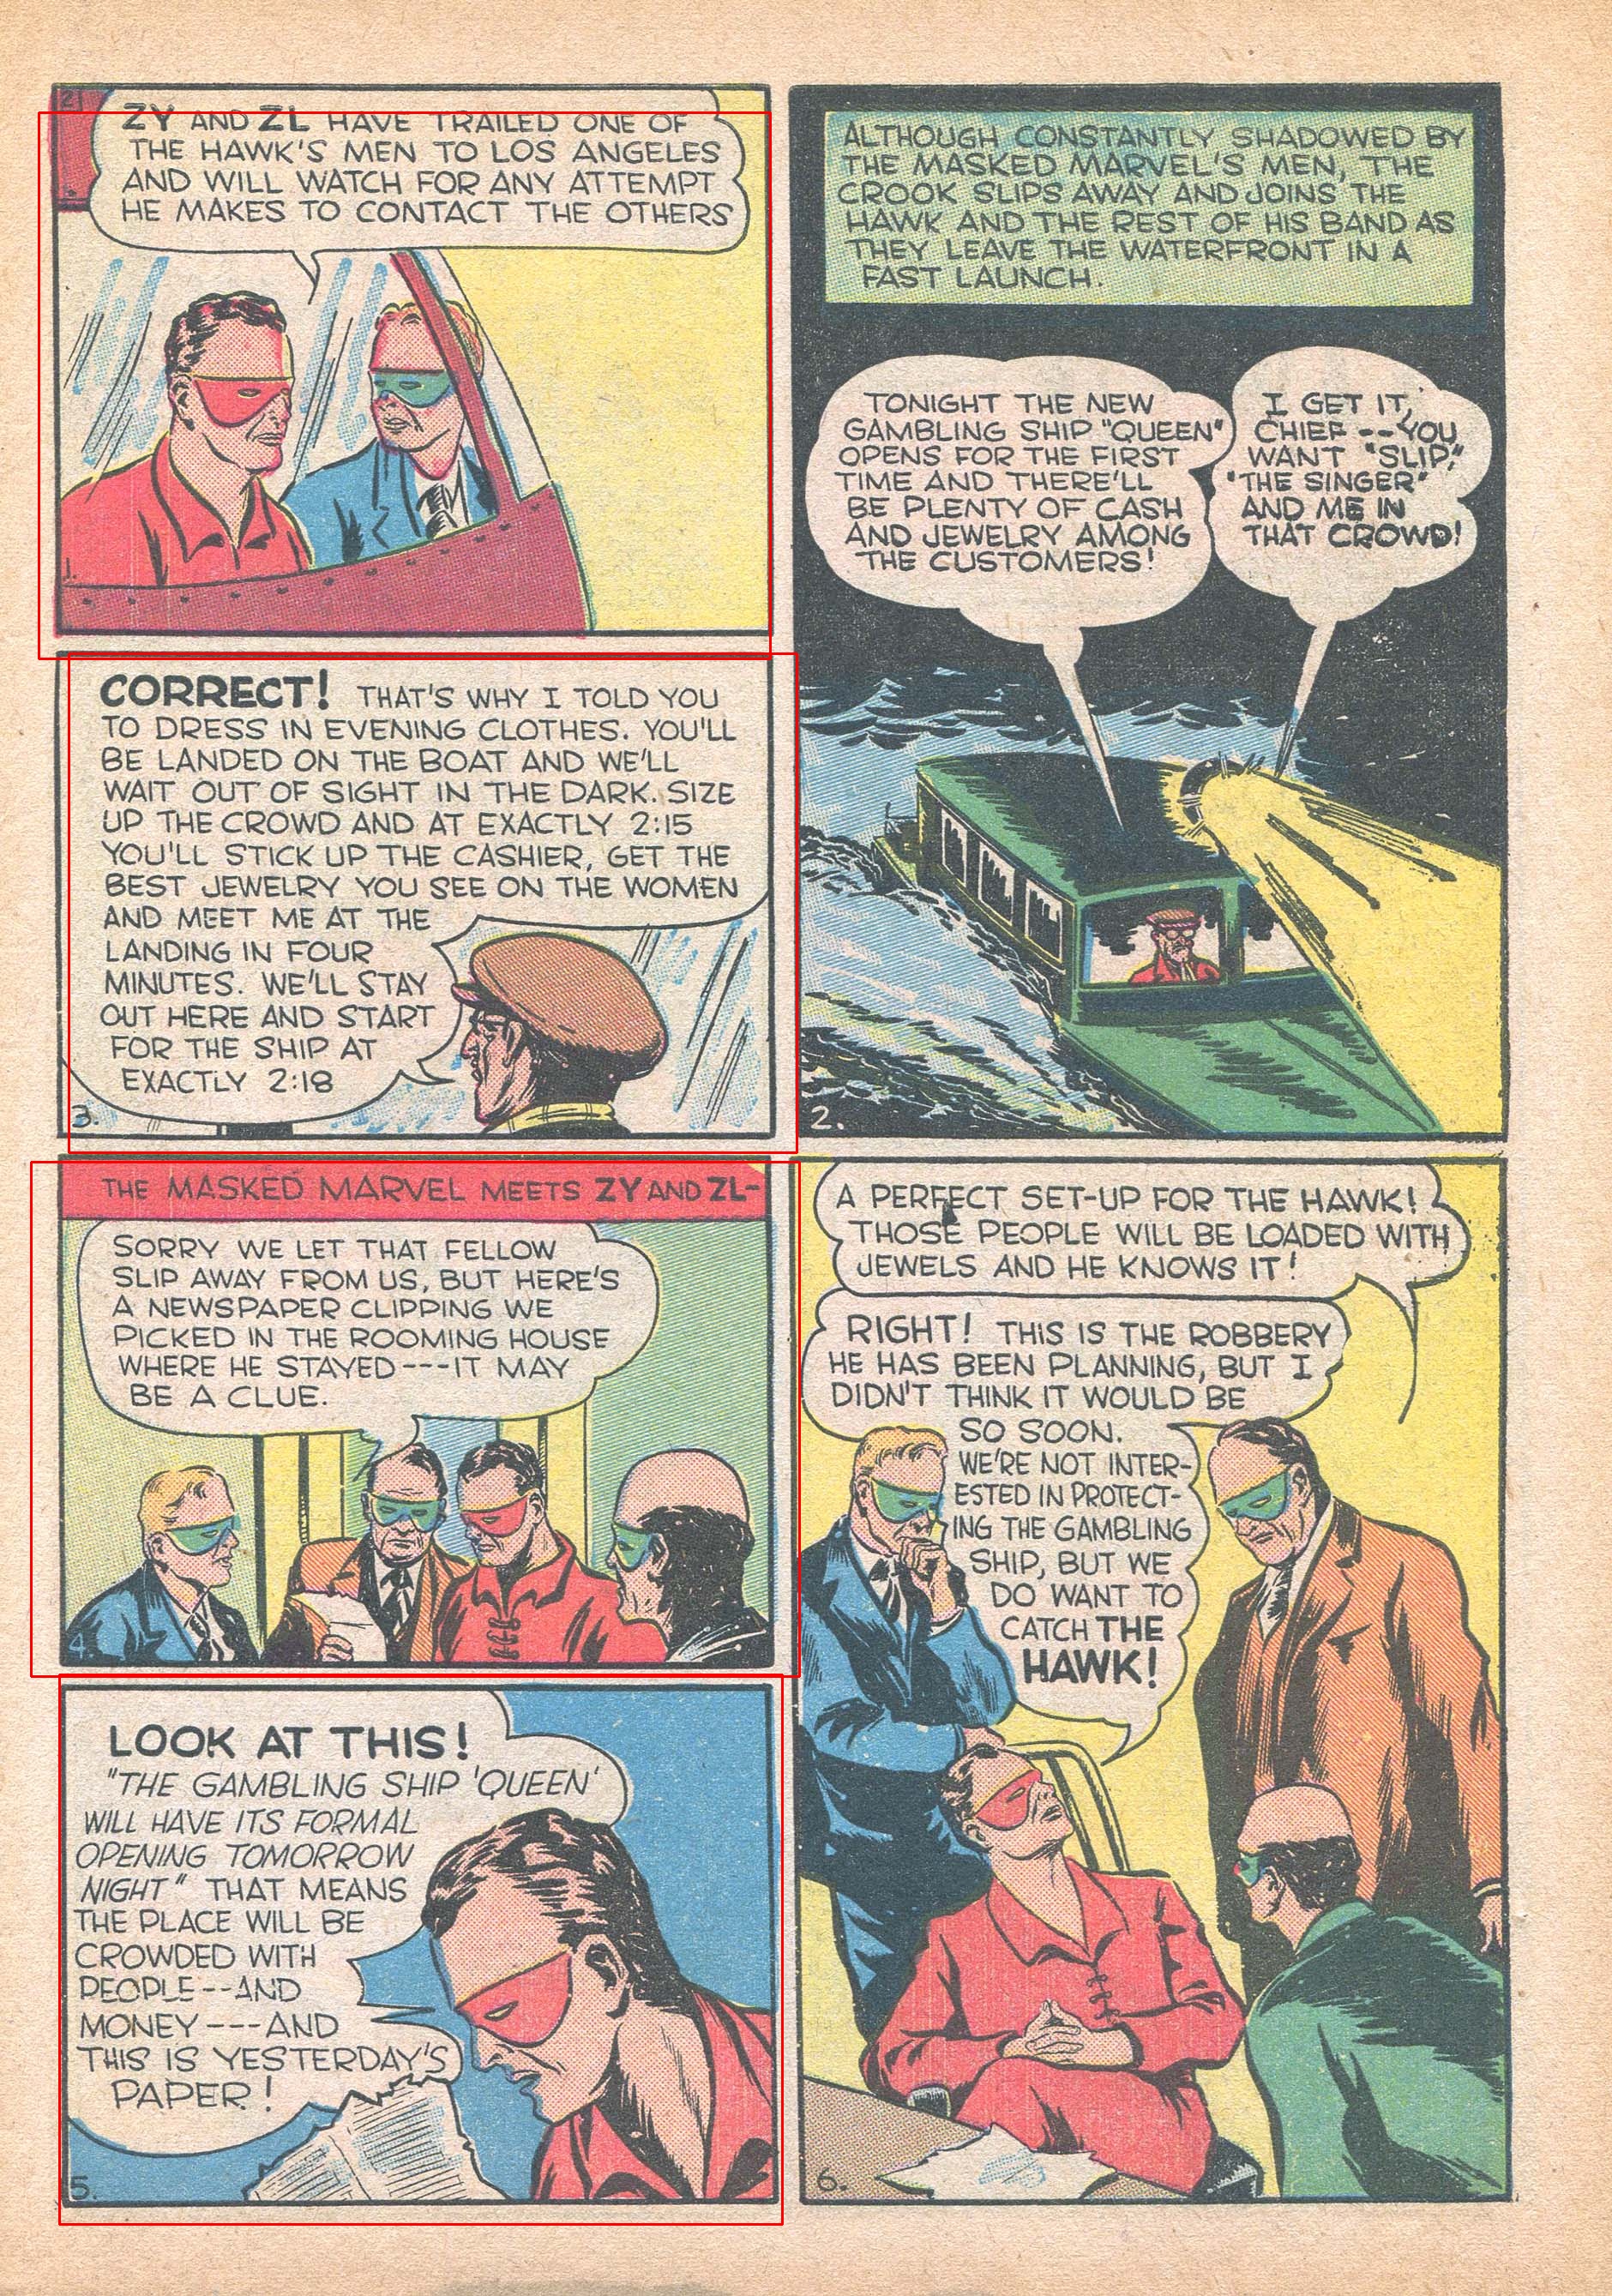 2
ZY AND ZL HAVE TRAILED ONE OF
THE HAWK'S MEN TO LOS ANGELES
AND WILL WATCH FOR ANY ATTEMPT
HE MAKES TO CONTACT THE OTHERS
1.
ALTHOUGH CONSTANTLY SHADOWED BY
THE MASKED MARVEL'S MEN, THE
CROOK SLIPS AWAY AND JOINS THE
HAWK AND THE REST OF HIS BAND AS
THEY LEAVE THE WATERFRONT IN A
FAST LAUNCH.
TONIGHT THE NEW
GAMBLING SHIP "QUEEN"
OPENS FOR THE FIRST
TIME AND THERE'LL
BE PLENTY OF CASH
AND JEWELRY AMONG
THE CUSTOMERS!
I GET IT,
CHIEF --YOU
WANT "SLIP,"
"THE SINGER"
AND ME IN
THAT CROWD!
2.
CORRECT! THAT'S WHY I TOLD YOU
TO DRESS IN EVENING CLOTHES. YOU'LL
BE LANDED ON THE BOAT AND WE'LL
WAIT OUT OF SIGHT IN THE DARK. SIZE
UP THE CROWD AND AT EXACTLY 2:15
YOU'LL STICK UP THE CASHIER, GET THE
BEST JEWELRY YOU SEE ON THE WOMEN
AND MEET ME AT THE
LANDING IN FOUR
MINUTES. WE'LL STAY
OUT HERE AND START
FOR THE SHIP AT
EXACTLY 2:18
3.
THE MASKED MARVEL MEETS ZY AND ZL-
SORRY WE LET THAT FELLOW
SLIP AWAY FROM US, BUT HERE'S
A NEWSPAPER CLIPPING WE
PICKED IN THE ROOMING HOUSE
WHERE HE STAYED---IT MAY
BE A CLUE.
4
LOOK AT THIS!
"THE GAMBLING SHIP 'QUEEN'
WILL HAVE ITS FORMAL
OPENING TOMORROW
NIGHT" THAT MEANS
THE PLACE WILL BE
CROWDED WITH
PEOPLE--AND
MONEY---AND
THIS IS YESTERDAY'S
PAPER!
5.
A PERFECT SET-UP FOR THE HAWK!
THOSE PEOPLE WILL BE LOADED WITH
JEWELS AND HE KNOWS IT!
RIGHT! THIS IS THE ROBBERY
HE HAS BEEN PLANNING, BUT I
DIDN'T THINK IT WOULD BE
SO SOON.
WE'RE NOT INTER-
ESTED IN PROTECT-
ING THE GAMBLING
SHIP, BUT WE
DO WANT TO
CATCH THE
HAWK!
6.